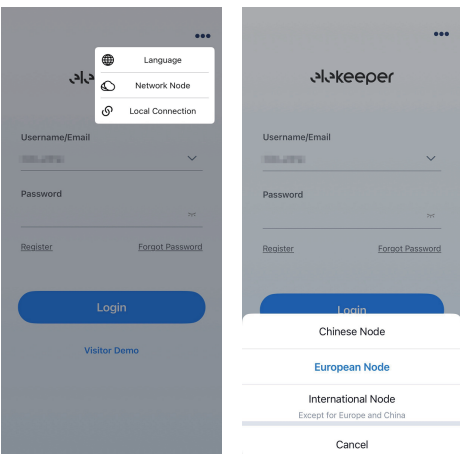 •••
Language
Network Node
Local Connection
Username/Email
Password
Register Forgot Password
Login
Visitor Demo
•••
elekeeper
Username/Email
Password
Register Forgot Password
Login
Chinese Node
European Node
International Node
Except for Europe and China
Cancel